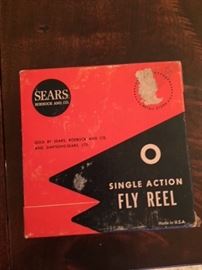 SEARS
ROEBUCK AND CO.
SOLD BY SEARS, ROEBUCK AND CO.
AND SIMPSONS-SEARS, LTD.
SINGLE ACTION
FLY REEL
Made in U.S.A.